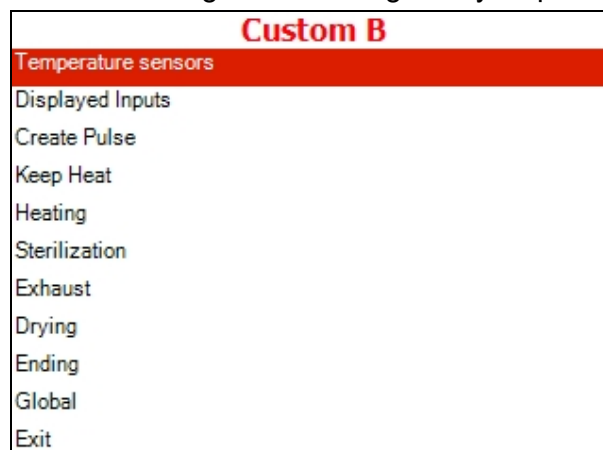 Custom B
Temperature sensors
Displayed Inputs
Create Pulse
Keep Heat
Heating
Sterilization
Exhaust
Drying
Ending
Global
Exit